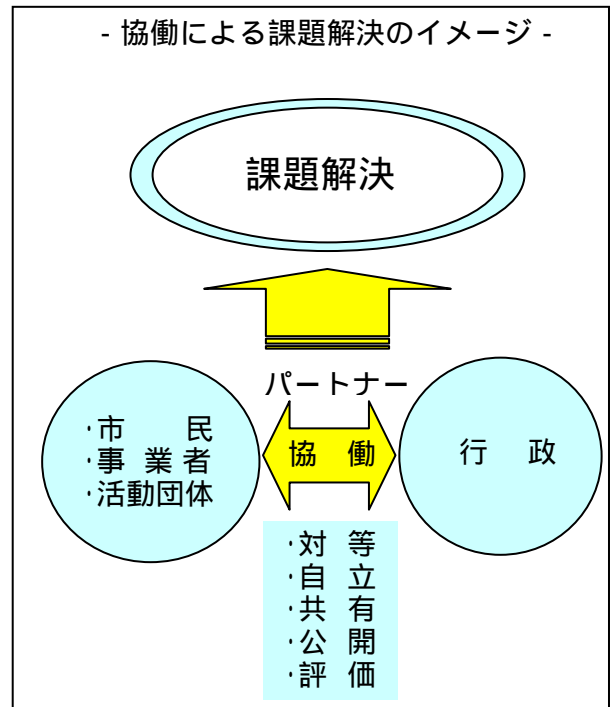 - 協働による課題解決のイメージ -
課題解決
パートナー
・市　　民
・事 業 者
・活動団体
協　働
行　政
・対　等
・自　立
・共　有
・公　開
・評　価